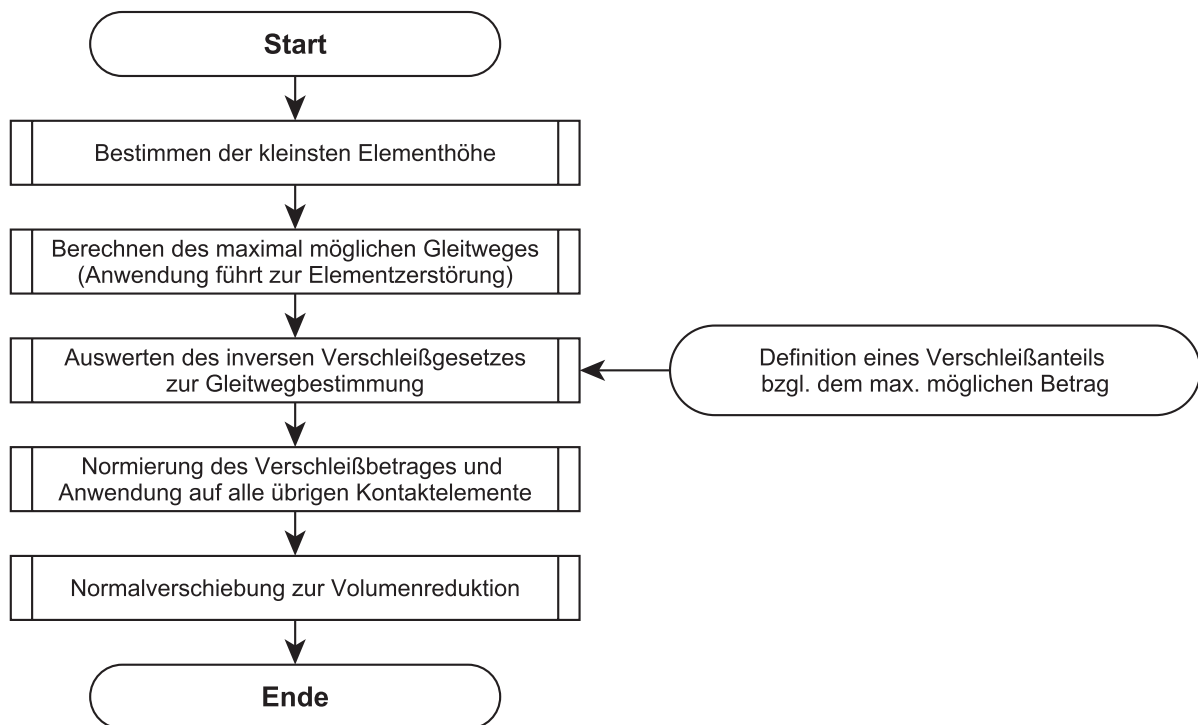 Start
Bestimmen der kleinsten Elementhöhe
Berechnen des maximal möglichen Gleitweges
(Anwendung führt zur Elementzerstörung)
Auswerten des inversen Verschleißgesetzes
zur Gleitwegbestimmung
Definition eines Verschleißanteils
bzgl. dem max. möglichen Betrag
Normierung des Verschleißbetrages und
Anwendung auf alle übrigen Kontaktelemente
Normalverschiebung zur Volumenreduktion
Ende